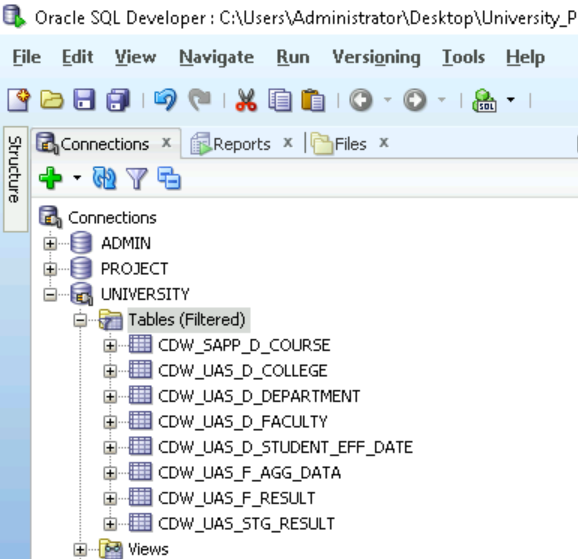 Oracle SQL Developer : C:\Users\Administrator\Desktop\University_P
File Edit View Navigate Run Versioning Tools Help
SQL
Structure
Connections x Reports x Files x
Connections
ADMIN
PROJECT
UNIVERSITY
Tables (Filtered)
CDW_SAPP_D_COURSE
CDW_UAS_D_COLLEGE
CDW_UAS_D_DEPARTMENT
CDW_UAS_D_FACULTY
CDW_UAS_D_STUDENT_EFF_DATE
CDW_UAS_F_AGG_DATA
CDW_UAS_F_RESULT
CDW_UAS_STG_RESULT
Views